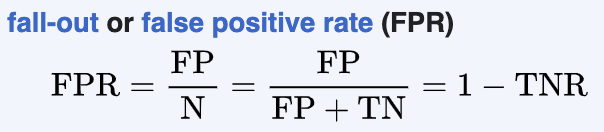 fall-out or false positive rate (FPR)
FPR = FP/N = FP/(FP + TN) = 1 − TNR